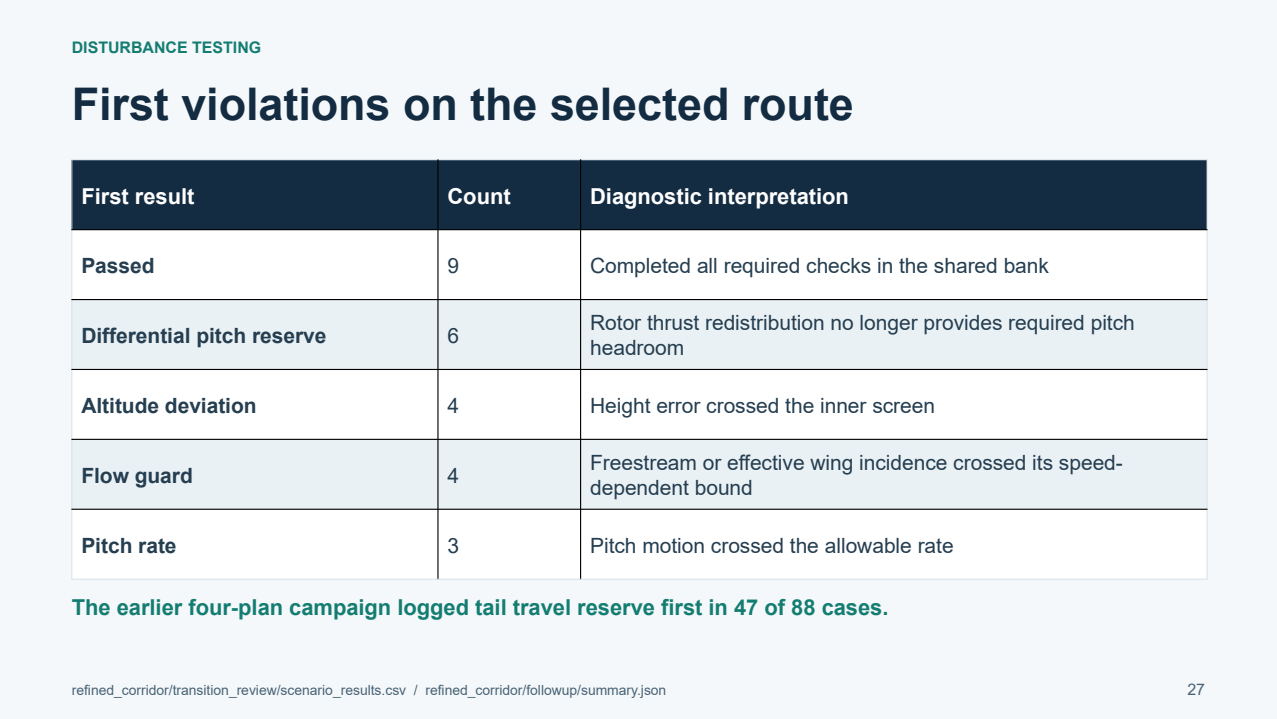 DISTURBANCE TESTING
First violations on the selected route
First result Count Diagnostic interpretation
Passed 9 Completed all required checks in the shared bank
Differential pitch reserve 6 Rotor thrust redistribution no longer provides required pitch
headroom
Altitude deviation 4 Height error crossed the inner screen
Flow guard 4 Freestream or effective wing incidence crossed its speed-
dependent bound
Pitch rate 3 Pitch motion crossed the allowable rate
The earlier four-plan campaign logged tail travel reserve first in 47 of 88 cases.
refined_corridor/transition_review/scenario_results.csv / refined_corridor/followup/summary.json 27